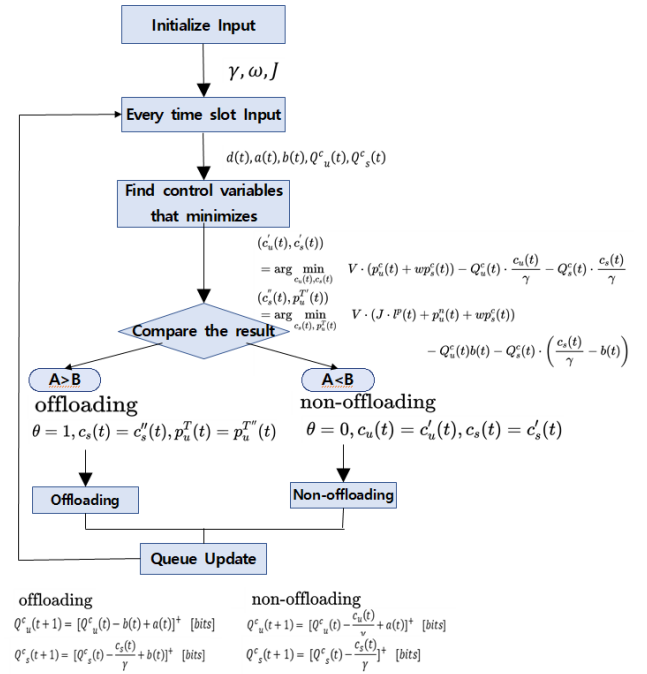 Initialize Input
γ, ω, J
Every time slot Input
d(t), a(t), b(t), Q^c_u(t), Q^c_s(t)
Find control variables
that minimizes
(c'_u(t), c'_s(t))
= arg min_{c_u(t),c_s(t)} V · (p^c_u(t) + wp^c_s(t)) − Q^c_u(t) · c_u(t)/γ − Q^c_s(t) · c_s(t)/γ
(c''_s(t), p^{T''}_u(t))
= arg min_{c_s(t), p^T_u(t)} V · (J · l^p(t) + p^n_u(t) + wp^c_s(t))
− Q^c_u(t)b(t) − Q^c_s(t) · (c_s(t)/γ − b(t))
Compare the result
A>B
A<B
offloading
non-offloading
θ = 1, c_s(t) = c''_s(t), p^T_u(t) = p^{T''}_u(t)
θ = 0, c_u(t) = c'_u(t), c_s(t) = c'_s(t)
Offloading
Non-offloading
Queue Update
offloading
non-offloading
Q^c_u(t+1) = [Q^c_u(t) − b(t) + a(t)]^+ [bits]
Q^c_u(t+1) = [Q^c_u(t) − c_u(t)/γ + a(t)]^+ [bits]
Q^c_s(t+1) = [Q^c_s(t) − c_s(t)/γ + b(t)]^+ [bits]
Q^c_s(t+1) = [Q^c_s(t) − c_s(t)/γ]^+ [bits]